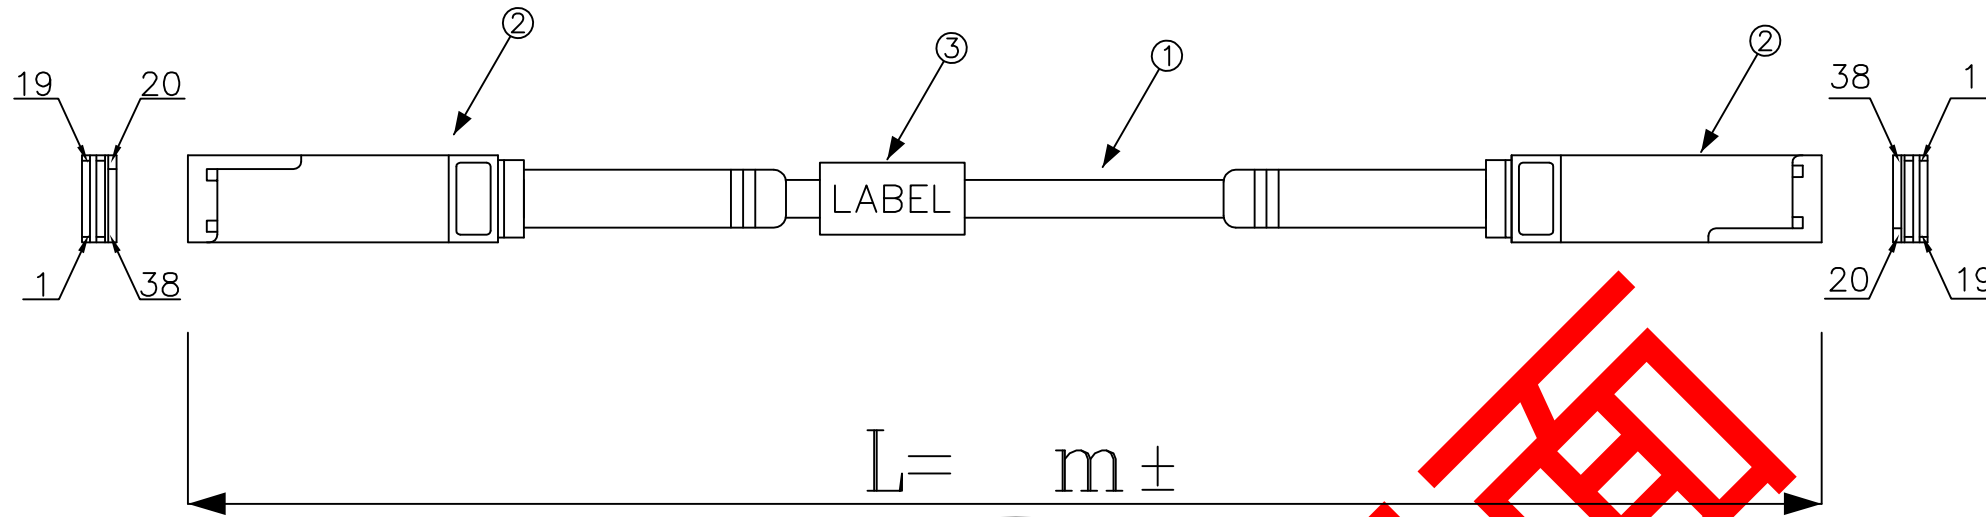 ② ③ ① ②
19 20 38 1
LABEL
1 38 20 19
L= m ±